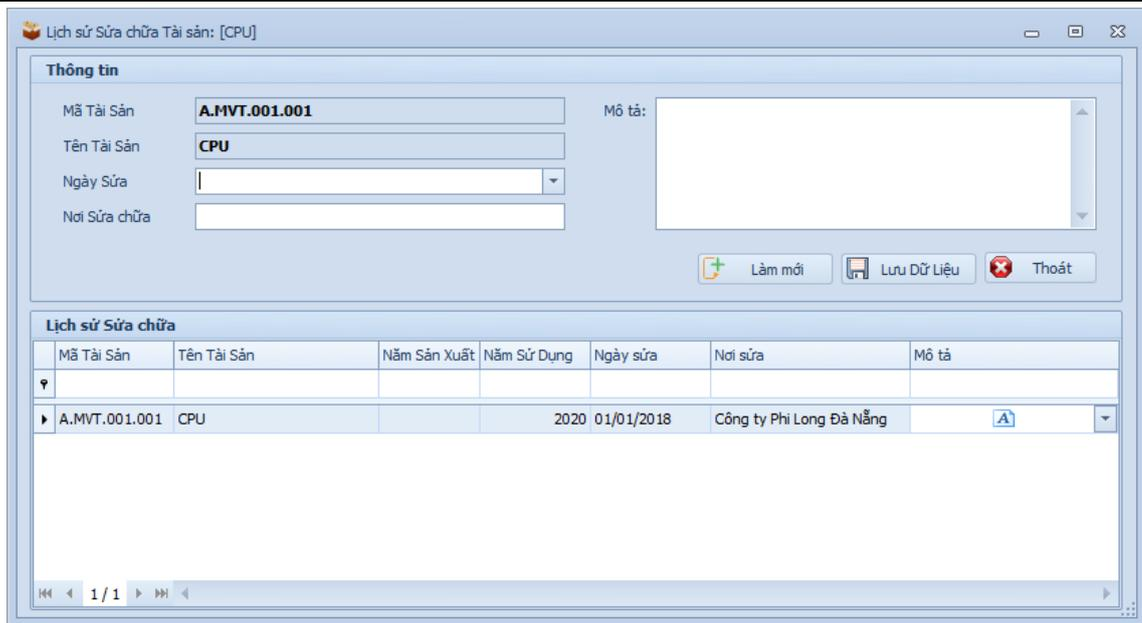 Lịch sử Sửa chữa Tài sản: [CPU]
Thông tin
Mã Tài Sản A.MVT.001.001 Mô tả:
Tên Tài Sản CPU
Ngày Sửa
Nơi Sửa chữa
Làm mới Lưu Dữ Liệu Thoát
Lịch sử Sửa chữa
Mã Tài Sản Tên Tài Sản Năm Sản Xuất Năm Sử Dụng Ngày sửa Nơi sửa Mô tả
A.MVT.001.001 CPU 2020 01/01/2018 Công ty Phi Long Đà Nẵng A
1 / 1